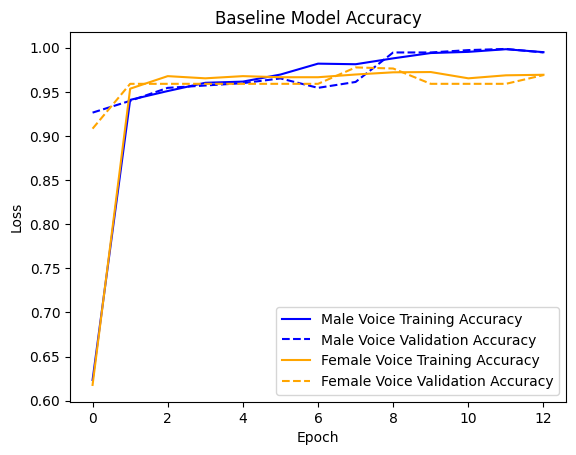 Baseline Model Accuracy
1.00
0.95
0.90
0.85
0.80
0.75
0.70
0.65
0.60
Loss
Male Voice Training Accuracy
Male Voice Validation Accuracy
Female Voice Training Accuracy
Female Voice Validation Accuracy
0 2 4 6 8 10 12
Epoch